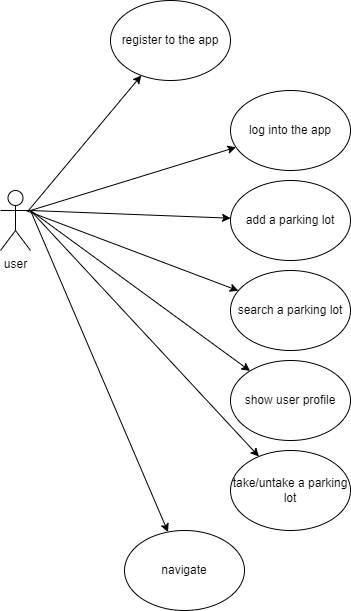 register to the app
log into the app
add a parking lot
user
search a parking lot
show user profile
take/untake a parking
lot
navigate